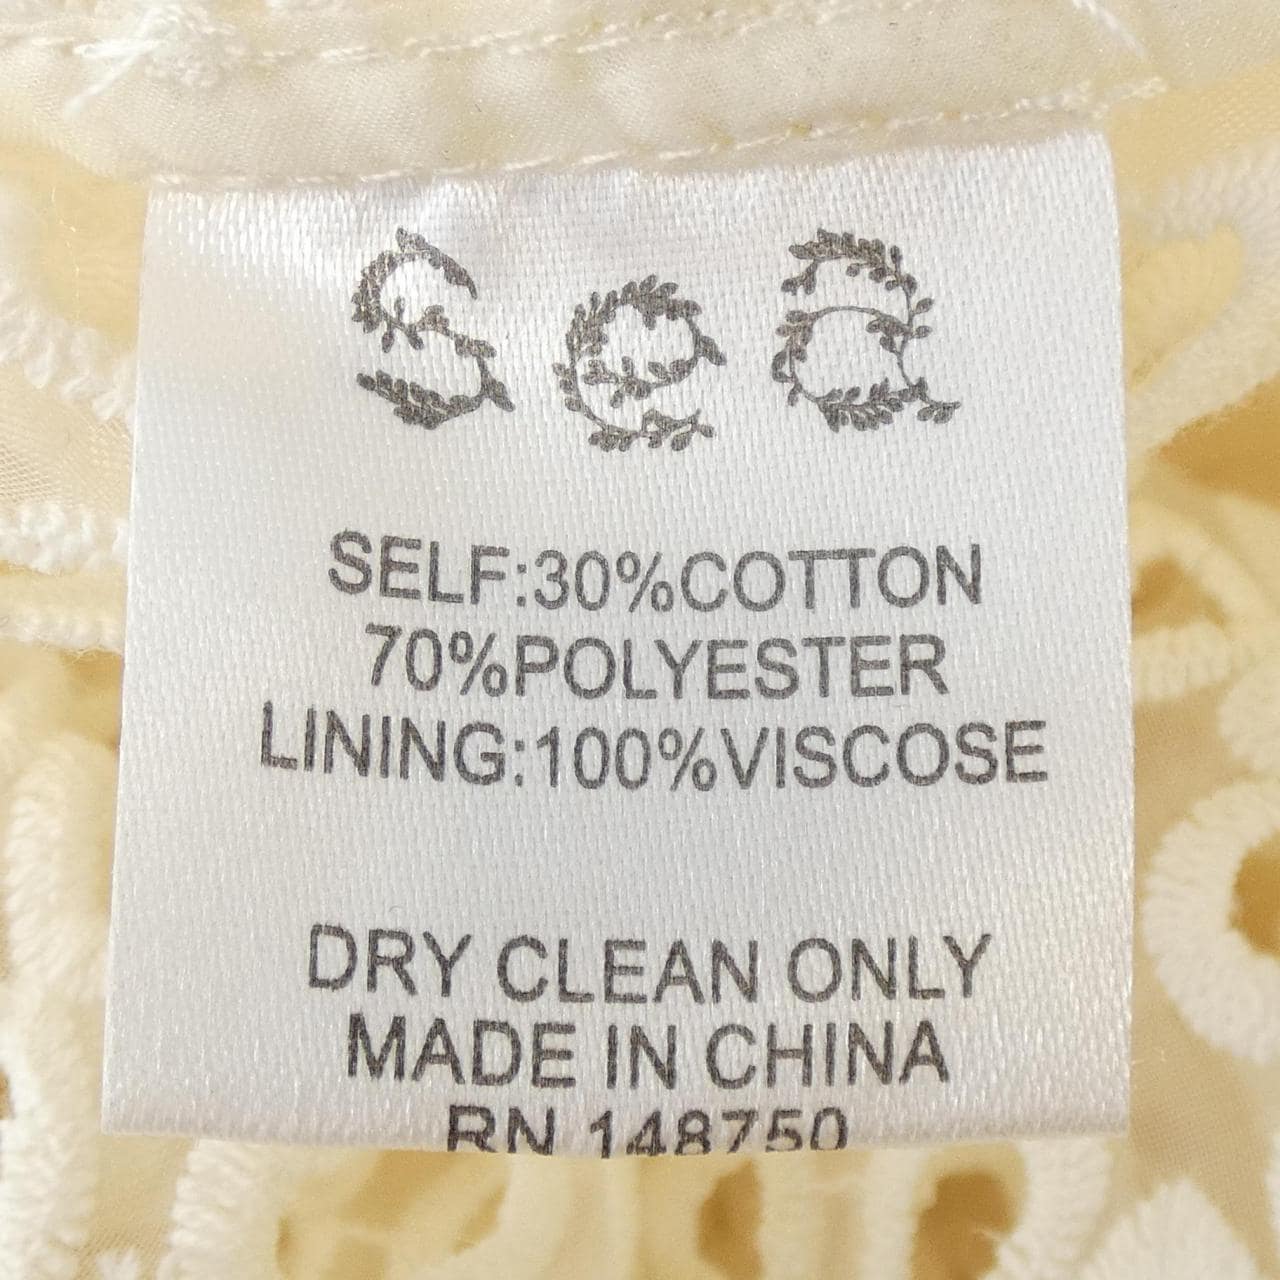 Sea
SELF:30%COTTON
70%POLYESTER
LINING:100%VISCOSE
DRY CLEAN ONLY
MADE IN CHINA
RN 148750